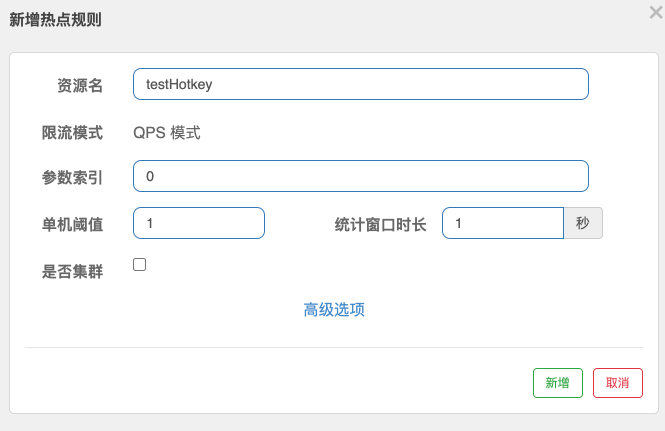 新增热点规则
×
资源名 testHotkey
限流模式 QPS 模式
参数索引 0
单机阈值 1 统计窗口时长 1 秒
是否集群
高级选项
新增 取消